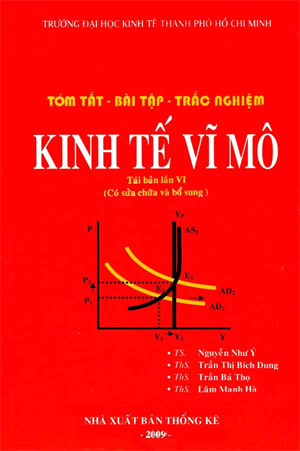 TRƯỜNG ĐẠI HỌC KINH TẾ THÀNH PHỐ HỒ CHÍ MINH
TÓM TẮT - BÀI TẬP - TRẮC NGHIỆM
KINH TẾ VĨ MÔ
Tái bản lần VI
(Có sửa chữa và bổ sung)
P
Yₚ
AS₁
P₂
P₁
E₂
E₁
AD₂
AD₁
Y₁
Y₂
Y
• TS. Nguyễn Như Ý
• ThS. Trần Thị Bích Dung
• ThS. Trần Bá Thọ
• ThS. Lâm Mạnh Hà
NHÀ XUẤT BẢN THỐNG KÊ
- 2009 -